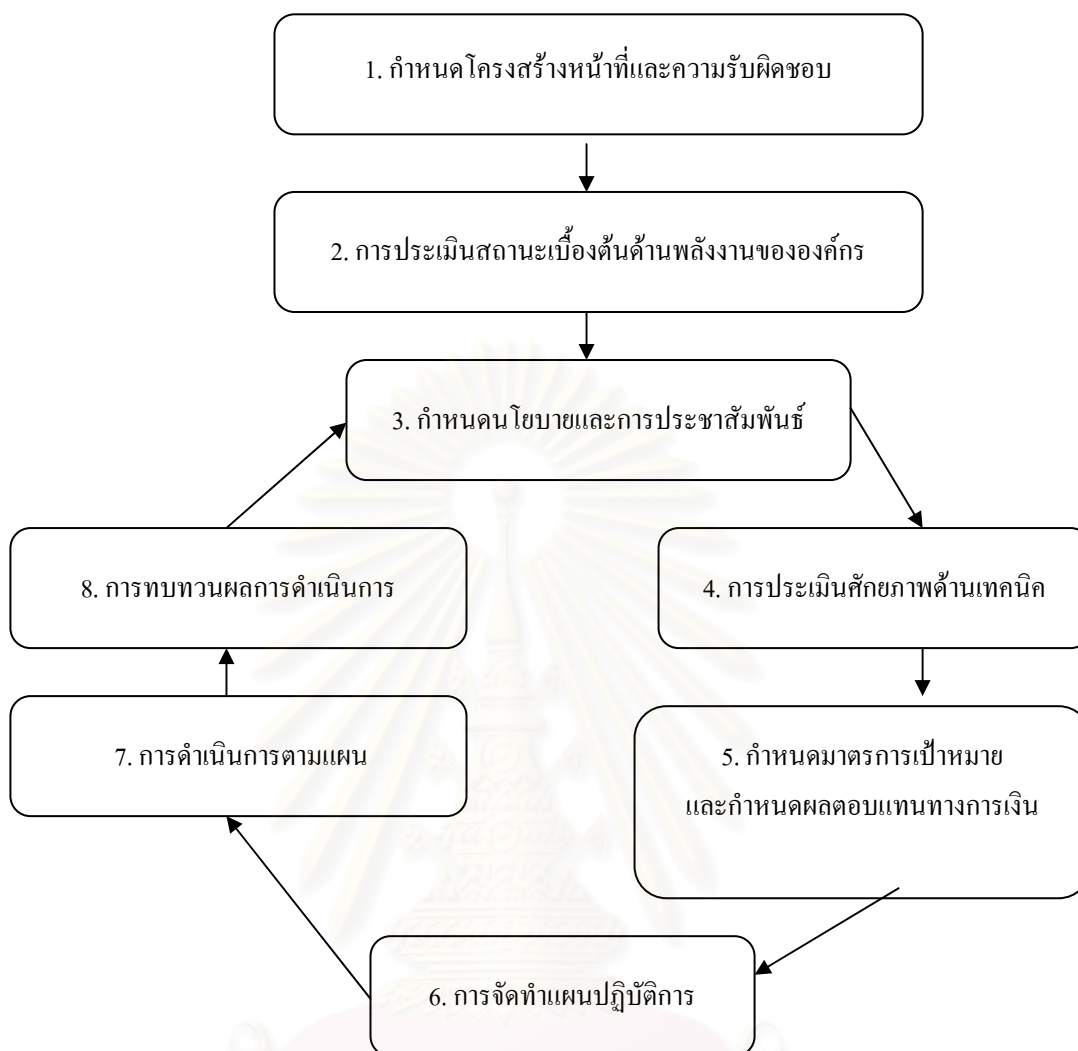 1. กำหนดโครงสร้างหน้าที่และความรับผิดชอบ
2. การประเมินสถานะเบื้องต้นด้านพลังงานขององค์กร
3. กำหนดนโยบายและการประชาสัมพันธ์
4. การประเมินศักยภาพด้านเทคนิค
5. กำหนดมาตรการเป้าหมาย
และกำหนดผลตอบแทนทางการเงิน
6. การจัดทำแผนปฏิบัติการ
7. การดำเนินการตามแผน
8. การทบทวนผลการดำเนินการ